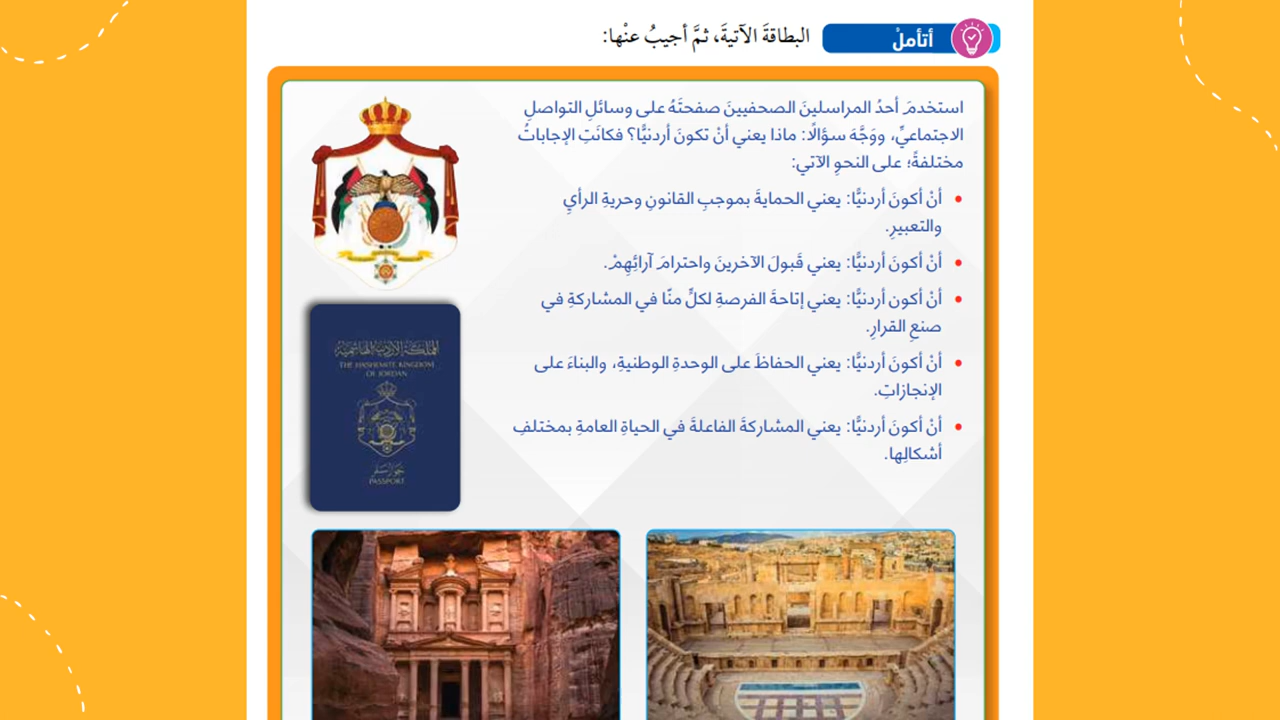 أتأملْ
البطاقةَ الآتيةَ، ثمَّ أجيبُ عنْها:
استخدمَ أحدُ المراسلينَ الصحفيينَ صفحتَهُ على وسائلِ التواصلِ
الاجتماعيِّ، ووَجَّهَ سؤالًا: ماذا يعني أنْ تكونَ أردنيًّا؟ فكانَتِ الإجاباتُ
مختلفةً؛ على النحوِ الآتي:
• أنْ أكونَ أردنيًّا: يعني الحمايةَ بموجبِ القانونِ وحريةِ الرأيِ
والتعبيرِ.
• أنْ أكونَ أردنيًّا: يعني قَبولَ الآخرينَ واحترامَ آرائِهِمْ.
• أنْ أكون أردنيًّا: يعني إتاحةَ الفرصةِ لكلٍّ منّا في المشاركةِ في
صنعِ القرارِ.
• أنْ أكونَ أردنيًّا: يعني الحفاظَ على الوحدةِ الوطنيةِ، والبناءَ على
الإنجازاتِ.
• أنْ أكونَ أردنيًّا: يعني المشاركةَ الفاعلةَ في الحياةِ العامةِ بمختلفِ
أشكالِها.
المملكة الأردنية الهاشمية
THE HASHEMITE KINGDOM
OF JORDAN
جواز سفر
PASSPORT